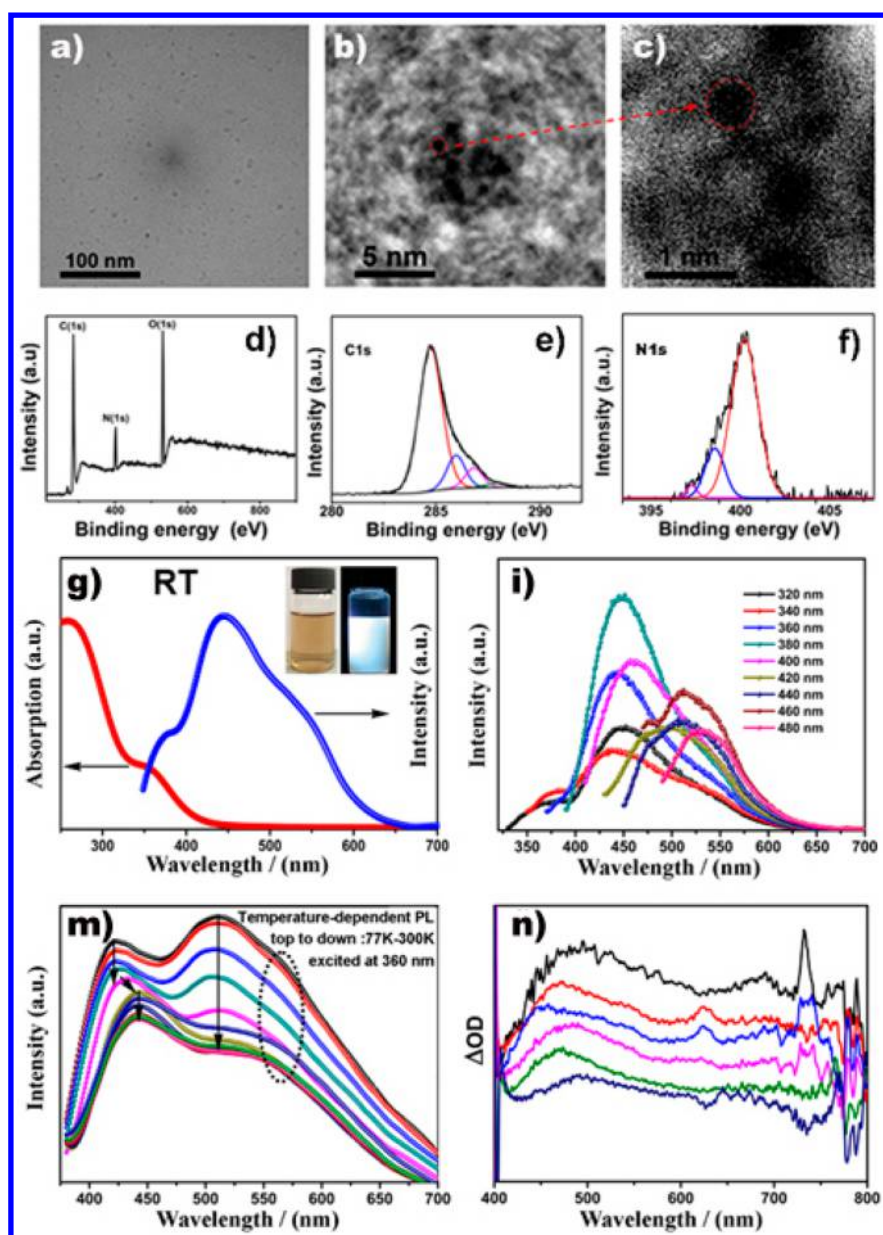 a)
b)
c)
100 nm
5 nm
1 nm
Intensity (a.u)
C(1s)
N(1s)
O(1s)
d)
400
600
800
Binding energy (eV)
Intensity (a.u.)
C1s
e)
280
285
290
Binding energy (eV)
Intensity (a.u.)
N1s
f)
395
400
405
Binding energy (eV)
g)
RT
Absorption (a.u.)
Intensity (a.u.)
300
400
500
600
700
Wavelength / (nm)
i)
320 nm
340 nm
360 nm
380 nm
400 nm
420 nm
440 nm
460 nm
480 nm
Intensity (a.u.)
350
400
450
500
550
600
650
700
Wavelength / (nm)
m)
Temperature-dependent PL
top to down :77K-300K
excited at 360 nm
Intensity (a.u.)
400
450
500
550
600
650
700
Wavelength / (nm)
n)
ΔOD
400
500
600
700
800
Wavelength / (nm)